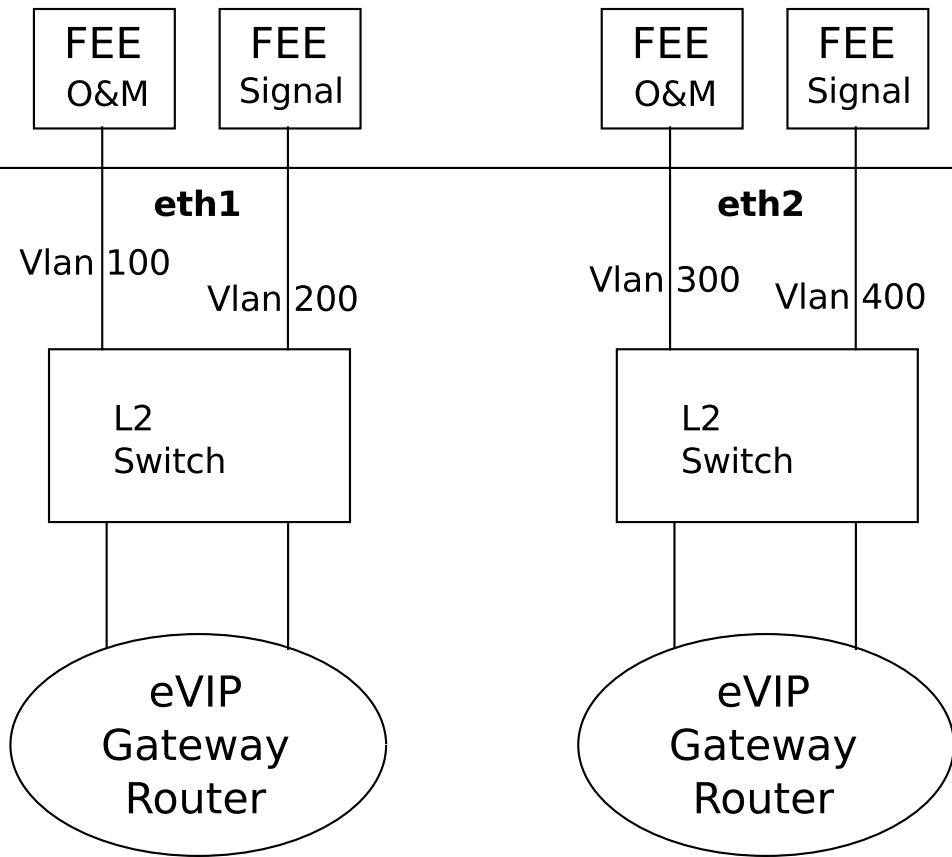 FEE
O&M
FEE
Signal
FEE
O&M
FEE
Signal
eth1
eth2
Vlan 100
Vlan 200
Vlan 300
Vlan 400
L2
Switch
L2
Switch
eVIP
Gateway
Router
eVIP
Gateway
Router